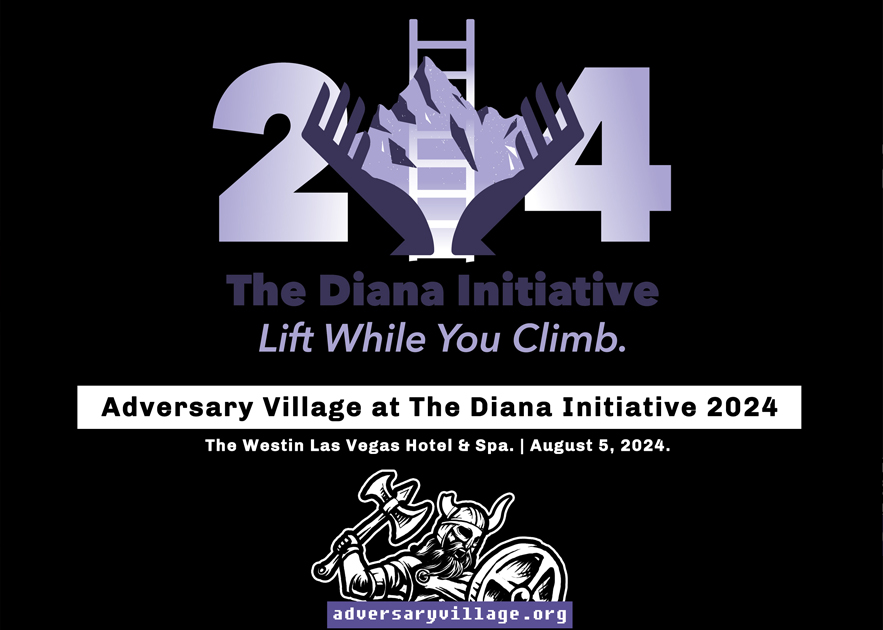 24
The Diana Initiative
Lift While You Climb.
Adversary Village at The Diana Initiative 2024
The Westin Las Vegas Hotel & Spa. | August 5, 2024.
adversaryvillage.org